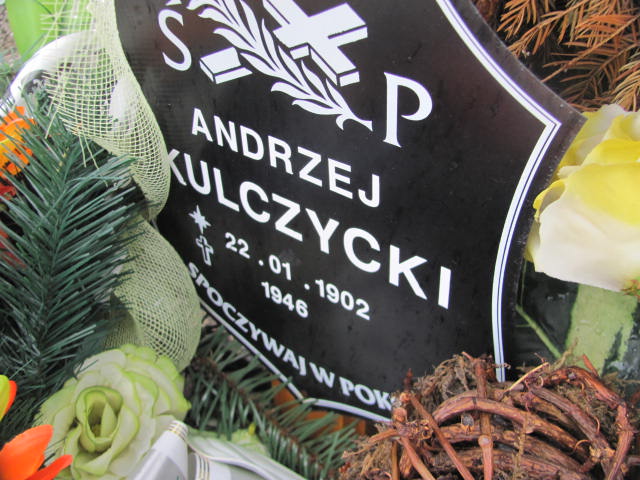 Ś P
ANDRZEJ
KULCZYCKI
22.01.1902
1946
SPOCZYWAJ W POK